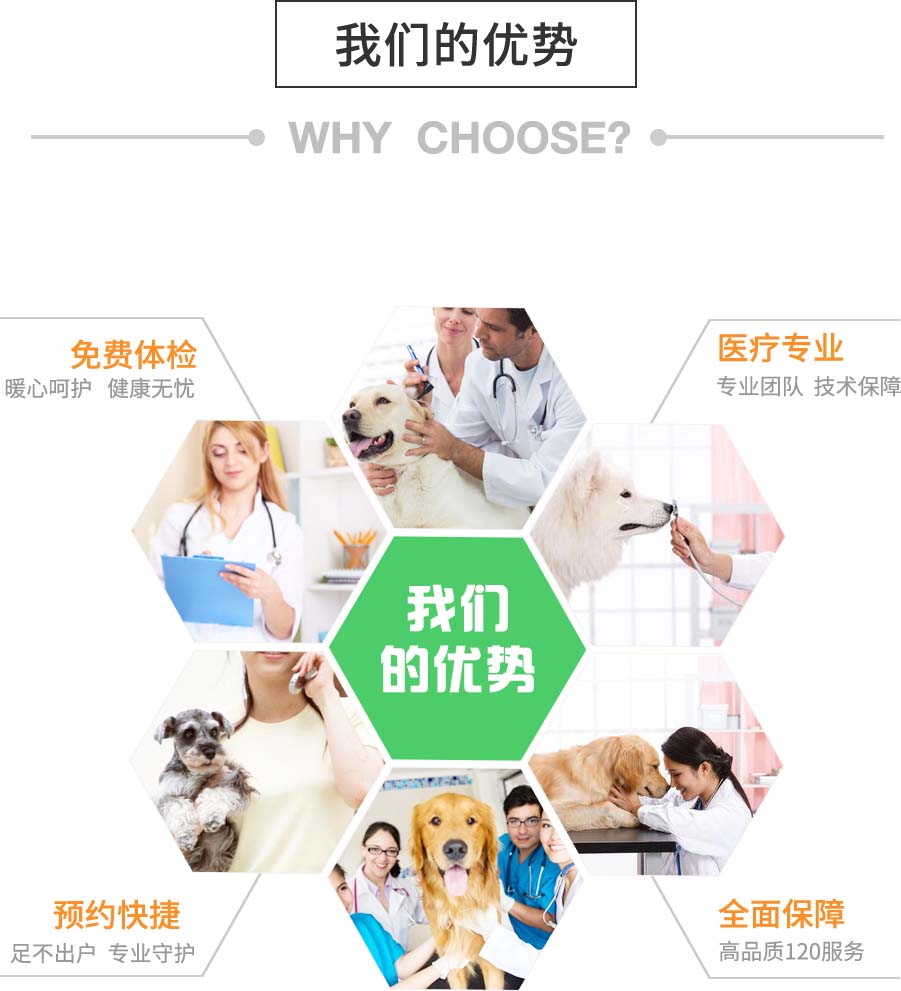 我们的优势
WHY CHOOSE?
免费体检
暖心呵护 健康无忧
医疗专业
专业团队 技术保障
我们
的优势
预约快捷
足不出户 专业守护
全面保障
高品质120服务